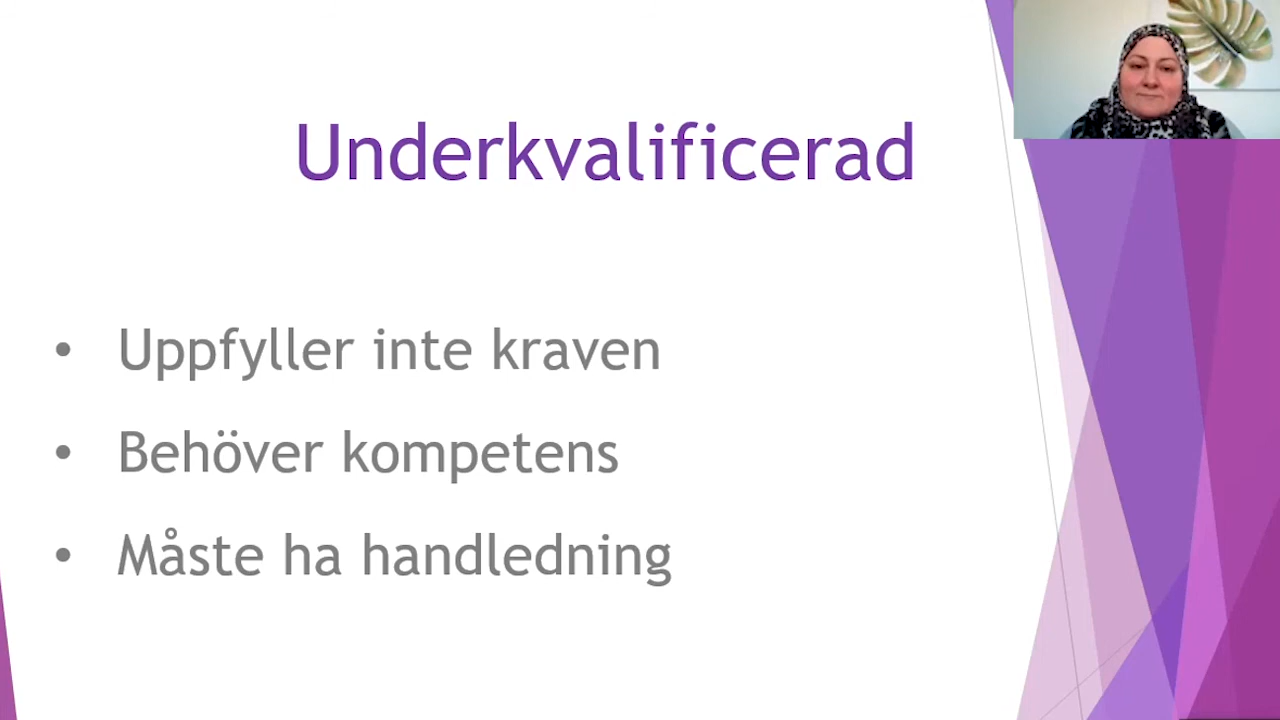 Underkvalificerad
• Uppfyller inte kraven
• Behöver kompetens
• Måste ha handledning